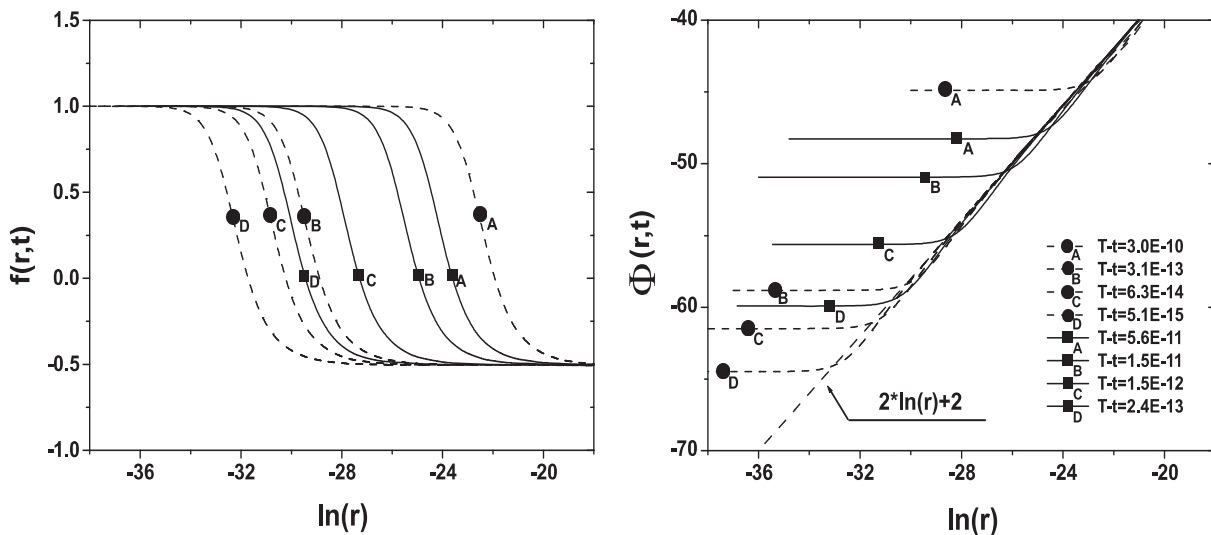 1.5
1.0
0.5
0.0
-0.5
-1.0
f(r,t)
D C B A
D C B A
-36 -32 -28 -24 -20
ln(r)
-40
-50
-60
-70
Φ(r,t)
A
A
B
C
B
D
C
D
2*ln(r)+2
A T-t=3.0E-10
B T-t=3.1E-13
C T-t=6.3E-14
D T-t=5.1E-15
A T-t=5.6E-11
B T-t=1.5E-11
C T-t=1.5E-12
D T-t=2.4E-13
-36 -32 -28 -24 -20
ln(r)